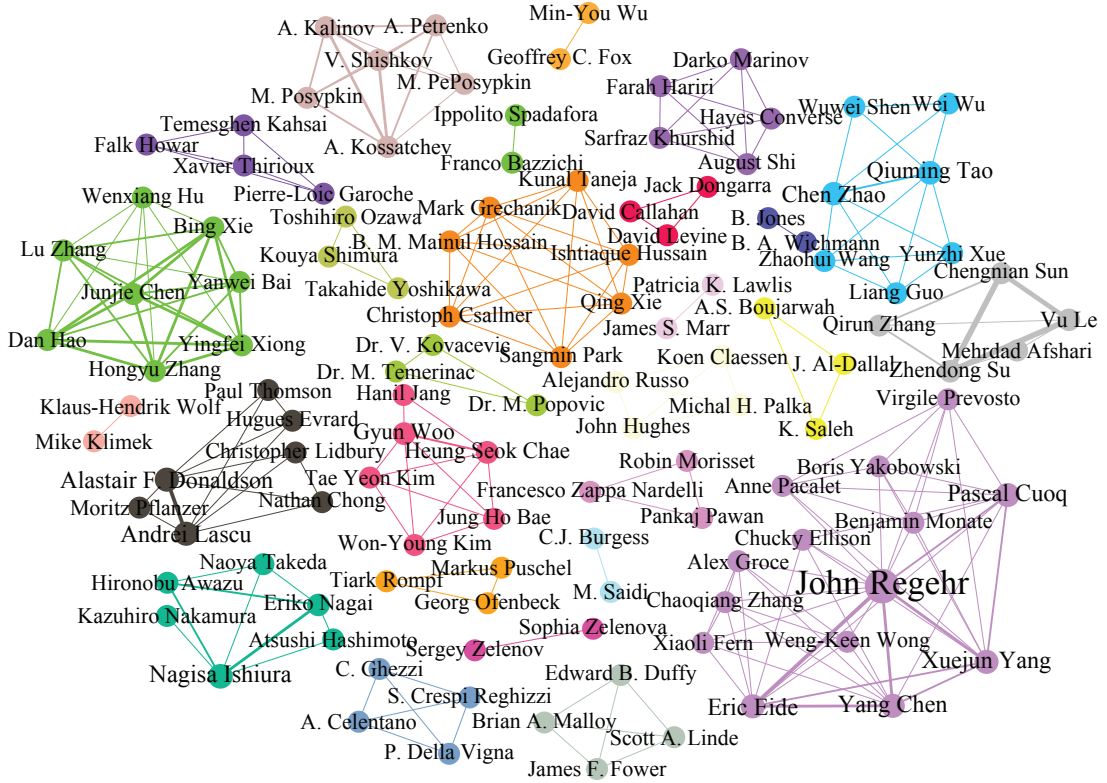 Min-You Wu
A. Kalinov
A. Petrenko
Geoffrey C. Fox
V. Shishkov
Darko Marinov
M. PePosypkin
Farah Hariri
M. Posypkin
Ippolito Spadafora
Wuwei Shen
Wei Wu
Temesghen Kahsai
Hayes Converse
Falk Howar
Sarfraz Khurshid
A. Kossatchev
Xavier Thirioux
Franco Bazzichi
August Shi
Qiuming Tao
Kunal Taneja
Jack Dongarra
Wenxiang Hu
Pierre-Loic Garoche
Chen Zhao
Toshihiro Ozawa
Mark Grechanik
David Callahan
B. Jones
Bing Xie
David Levine
B. M. Mainul Hossain
B. A. Wichmann
Lu Zhang
Kouya Shimura
Ishtiaque Hussain
Zhaohui Wang
Yunzhi Xue
Chengnian Sun
Yanwei Bai
Patricia K. Lawlis
Takahide Yoshikawa
Liang Guo
Junjie Chen
Qing Xie
A.S. Boujarwah
Christoph Csallner
James S. Marr
Qirun Zhang
Vu Le
Dan Hao
Yingfei Xiong
Dr. V. Kovacevis
Sangmin Park
Koen Claessen
Mehrdad Afshari
J. Al-Dallal
Hongyu Zhang
Dr. M. Temerinac
Alejandro Russo
Zhendong Su
Paul Thomson
Hanil Jang
Virgile Prevosto
Klaus-Hendrik Wolf
Dr. M. Popovic
Michal H. Palka
Hugues Evrard
John Hughes
K. Saleh
Gyun Woo
Mike Klimek
Christopher Lidbury
Heung Seok Chae
Robin Morisset
Boris Yakobowski
Alastair F. Donaldson
Tae Yeon Kim
Francesco Zappa Nardelli
Anne Pacalet
Pascal Cuoq
Moritz Pflanzer
Nathan Chong
Jung Ho Bae
Pankaj Pawan
Benjamin Monate
Andrei Lascu
Won-Young Kim
C.J. Burgess
Chucky Ellison
Naoya Takeda
Alex Groce
Hironobu Awazu
Markus Puschel
John Regehr
Tiark Rompf
M. Saidi
Eriko Nagai
Georg Ofenbeck
Chaoqiang Zhang
Kazuhiro Nakamura
Sophia Zelenova
Atsushi Hashimoto
Sergey Zelenov
Xiaoli Fern
Weng-Keen Wong
Xuejun Yang
Nagisa Ishiura
C. Ghezzi
Edward B. Duffy
S. Crespi Reghizzi
Eric Eide
Yang Chen
A. Celentano
Brian A. Malloy
Scott A. Linde
P. Della Vigna
James F. Fower